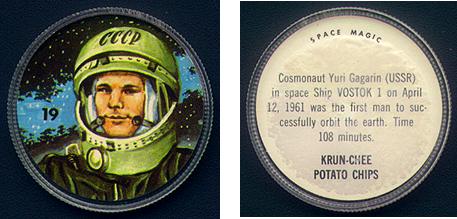 СССР
19
SPACE MAGIC
Cosmonaut Yuri Gagarin (USSR)
in space Ship VOSTOK 1 on April
12, 1961 was the first man to suc-
cessfully orbit the earth. Time
108 minutes.
KRUN-CHEE
POTATO CHIPS